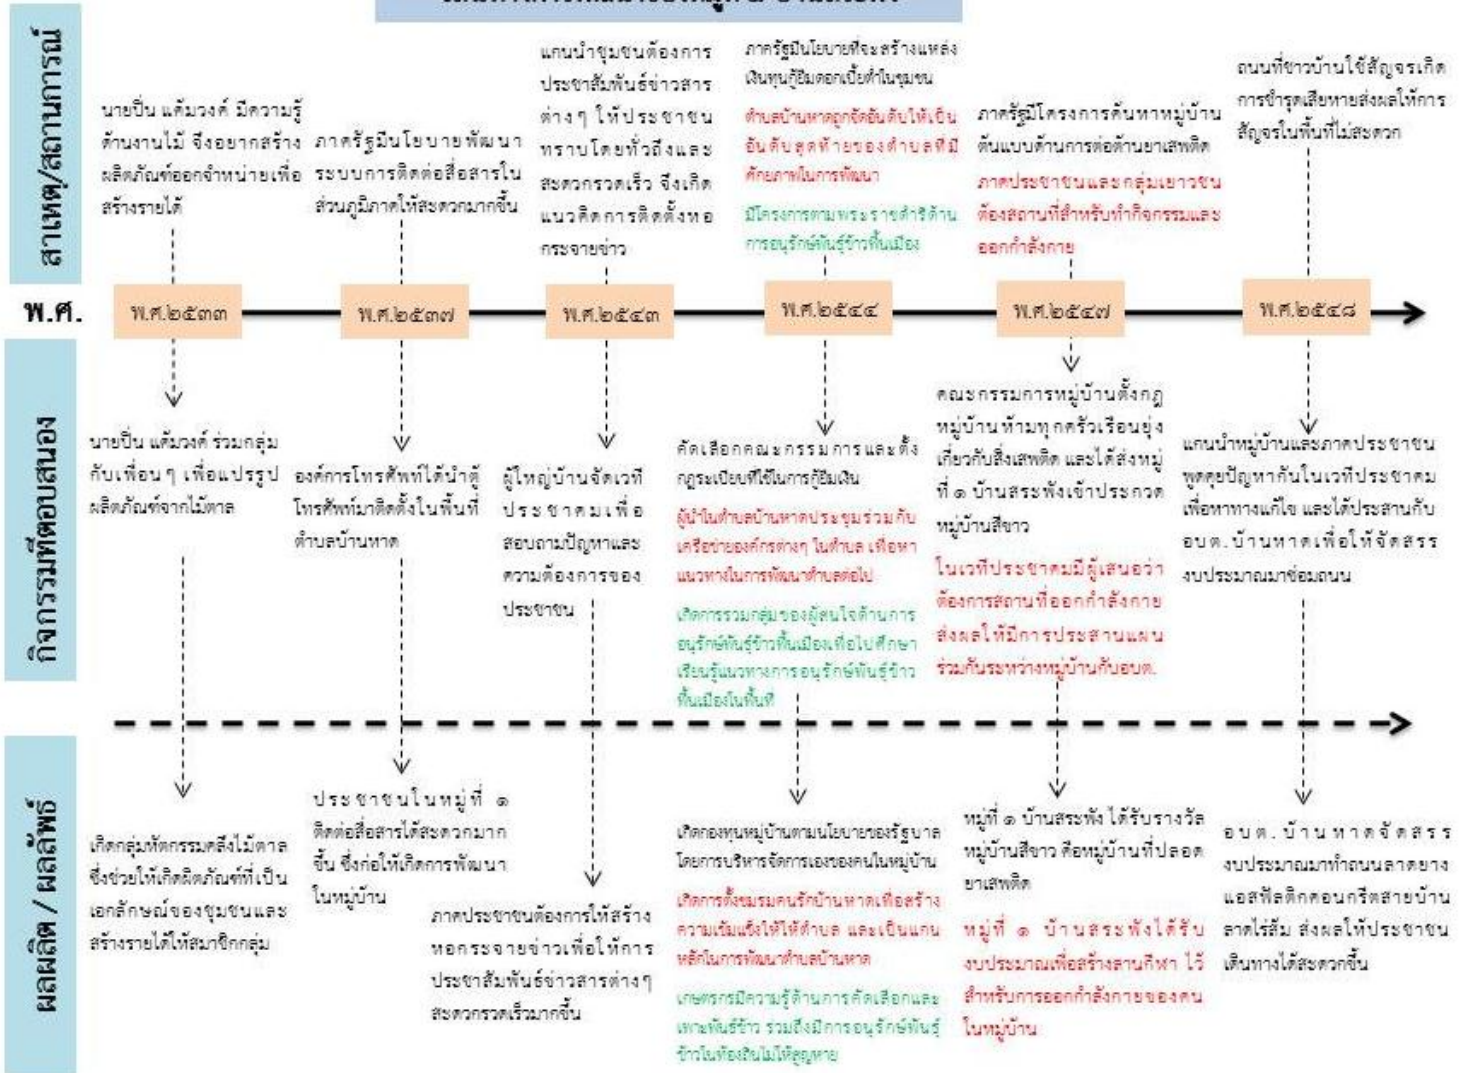 สาเหตุ/สถานการณ์
นายปิ่น แค้มวงค์ มีความรู้
ด้านงานไม้ จึงอยากสร้าง
ผลิตภัณฑ์ออกจำหน่ายเพื่อ
สร้างรายได้
ภาครัฐมีนโยบายพัฒนา
ระบบการติดต่อสื่อสารใน
ส่วนภูมิภาคให้สะดวกมากขึ้น
แกนนำชุมชนต้องการ
ประชาสัมพันธ์ข่าวสาร
ต่างๆ ให้ประชาชน
ทราบโดยทั่วถึงและ
สะดวกรวดเร็ว จึงเกิด
แนวคิดการติดตั้งหอ
กระจายข่าว
ภาครัฐมีนโยบายที่จะสร้างแหล่ง
เงินทุนกู้ยืมดอกเบี้ยต่ำในชุมชน
ตำบลบ้านหาดถูกจัดอันดับให้เป็น
อันดับสุดท้ายของตำบลที่มี
ศักยภาพในการพัฒนา
มีโครงการตามพระราชดำริด้าน
การอนุรักษ์พันธุ์ข้าวพื้นเมือง
ภาครัฐมีโครงการค้นหาหมู่บ้าน
ต้นแบบด้านการต่อต้านยาเสพติด
ภาคประชาชนและกลุ่มเยาวชน
ต้องสถานที่สำหรับทำกิจกรรมและ
ออกกำลังกาย
ถนนที่ชาวบ้านใช้สัญจรเกิด
การชำรุดเสียหายส่งผลให้การ
สัญจรในพื้นที่ไม่สะดวก
พ.ศ.
พ.ศ.๒๕๓๓
พ.ศ.๒๕๓๗
พ.ศ.๒๕๔๓
พ.ศ.๒๕๔๔
พ.ศ.๒๕๔๗
พ.ศ.๒๕๔๘
กิจกรรมที่ตอบสนอง
นายปิ่น แค้มวงค์ ร่วมกลุ่ม
กับเพื่อนๆ เพื่อแปรรูป
ผลิตภัณฑ์จากไม้ตาล
องค์การโทรศัพท์ได้นำตู้
โทรศัพท์มาติดตั้งในพื้นที่
ตำบลบ้านหาด
ผู้ใหญ่บ้านจัดเวที
ประชาคมเพื่อ
สอบถามปัญหาและ
ความต้องการของ
ประชาชน
คัดเลือกคณะกรรมการและตั้ง
กฎระเบียบที่ใช้ในการกู้ยืมเงิน
ผู้นำในตำบลบ้านหาดประชุมร่วมกับ
เครือข่ายองค์กรต่างๆ ในตำบล เพื่อหา
แนวทางในการพัฒนาตำบลต่อไป
เกิดการรวมกลุ่มของผู้สนใจด้านการ
อนุรักษ์พันธุ์ข้าวพื้นเมืองเพื่อไปศึกษา
เรียนรู้แนวทางการอนุรักษ์พันธุ์ข้าว
พื้นเมืองในพื้นที่
คณะกรรมการหมู่บ้านตั้งกฎ
หมู่บ้านห้ามทุกครัวเรือนยุ่ง
เกี่ยวกับสิ่งเสพติด และได้ส่งหมู่
ที่ ๑ บ้านสระพังเข้าประกวด
หมู่บ้านสีขาว
ในเวทีประชาคมมีผู้เสนอว่า
ต้องการสถานที่ออกกำลังกาย
ส่งผลให้มีการประสานแผน
ร่วมกันระหว่างหมู่บ้านกับอบต.
แกนนำหมู่บ้านและภาคประชาชน
พูดคุยปัญหากันในเวทีประชาคม
เพื่อหาทางแก้ไข และได้ประสานกับ
อบต.บ้านหาดเพื่อให้จัดสรร
งบประมาณมาซ่อมถนน
ผลผลิต / ผลลัพธ์
เกิดกลุ่มหัตกรรมคลึงไม้ตาล
ซึ่งช่วยให้เกิดผิตภัณฑ์ที่เป็น
เอกลักษณ์ของชุมชนและ
สร้างรายได้ให้สมาชิกกลุ่ม
ประชาชนในหมู่ที่ ๑
ติดต่อสื่อสารได้สะดวกมาก
ขึ้น ซึ่งก่อให้เกิดการพัฒนา
ในหมู่บ้าน
ภาคประชาชนต้องการให้สร้าง
หอกระจายข่าวเพื่อให้การ
ประชาสัมพันธ์ข่าวสารต่างๆ
สะดวกรวดเร็วมากขึ้น
เกิดกองทุนหมู่บ้านตามนโยบายของรัฐบาล
โดยการบริหารจัดการเองของคนในหมู่บ้าน
เกิดการตั้งชมรมคนรักบ้านหาดเพื่อสร้าง
ความเข้มแข็งให้ให้ตำบล และเป็นแกน
หลักในการพัฒนาตำบลบ้านหาด
เกษตรกรมีความรู้ด้านการคัดเลือกและ
เพาะพันธ์ข้าว รวมถึงมีการอนุรักษ์พันธุ์
ข้าวในท้องถิ่นไม่ให้สูญหาย
หมู่ที่ ๑ บ้านสระพัง ได้รับรางวัล
หมู่บ้านสีขาว คือหมู่บ้านที่ปลอด
ยาเสพติด
หมู่ที่ ๑ บ้านสระพังได้รับ
งบประมาณเพื่อสร้างลานกีฬา ไว้
สำหรับการออกกำลังกายของคน
ในหมู่บ้าน
อบต.บ้านหาดจัดสรร
งบประมาณมาทำถนนลาดยาง
แอสฟัลติกคอนกรีตสายบ้าน
ลาดไร่ส้ม ส่งผลให้ประชาชน
เดินทางได้สะดวกขึ้น